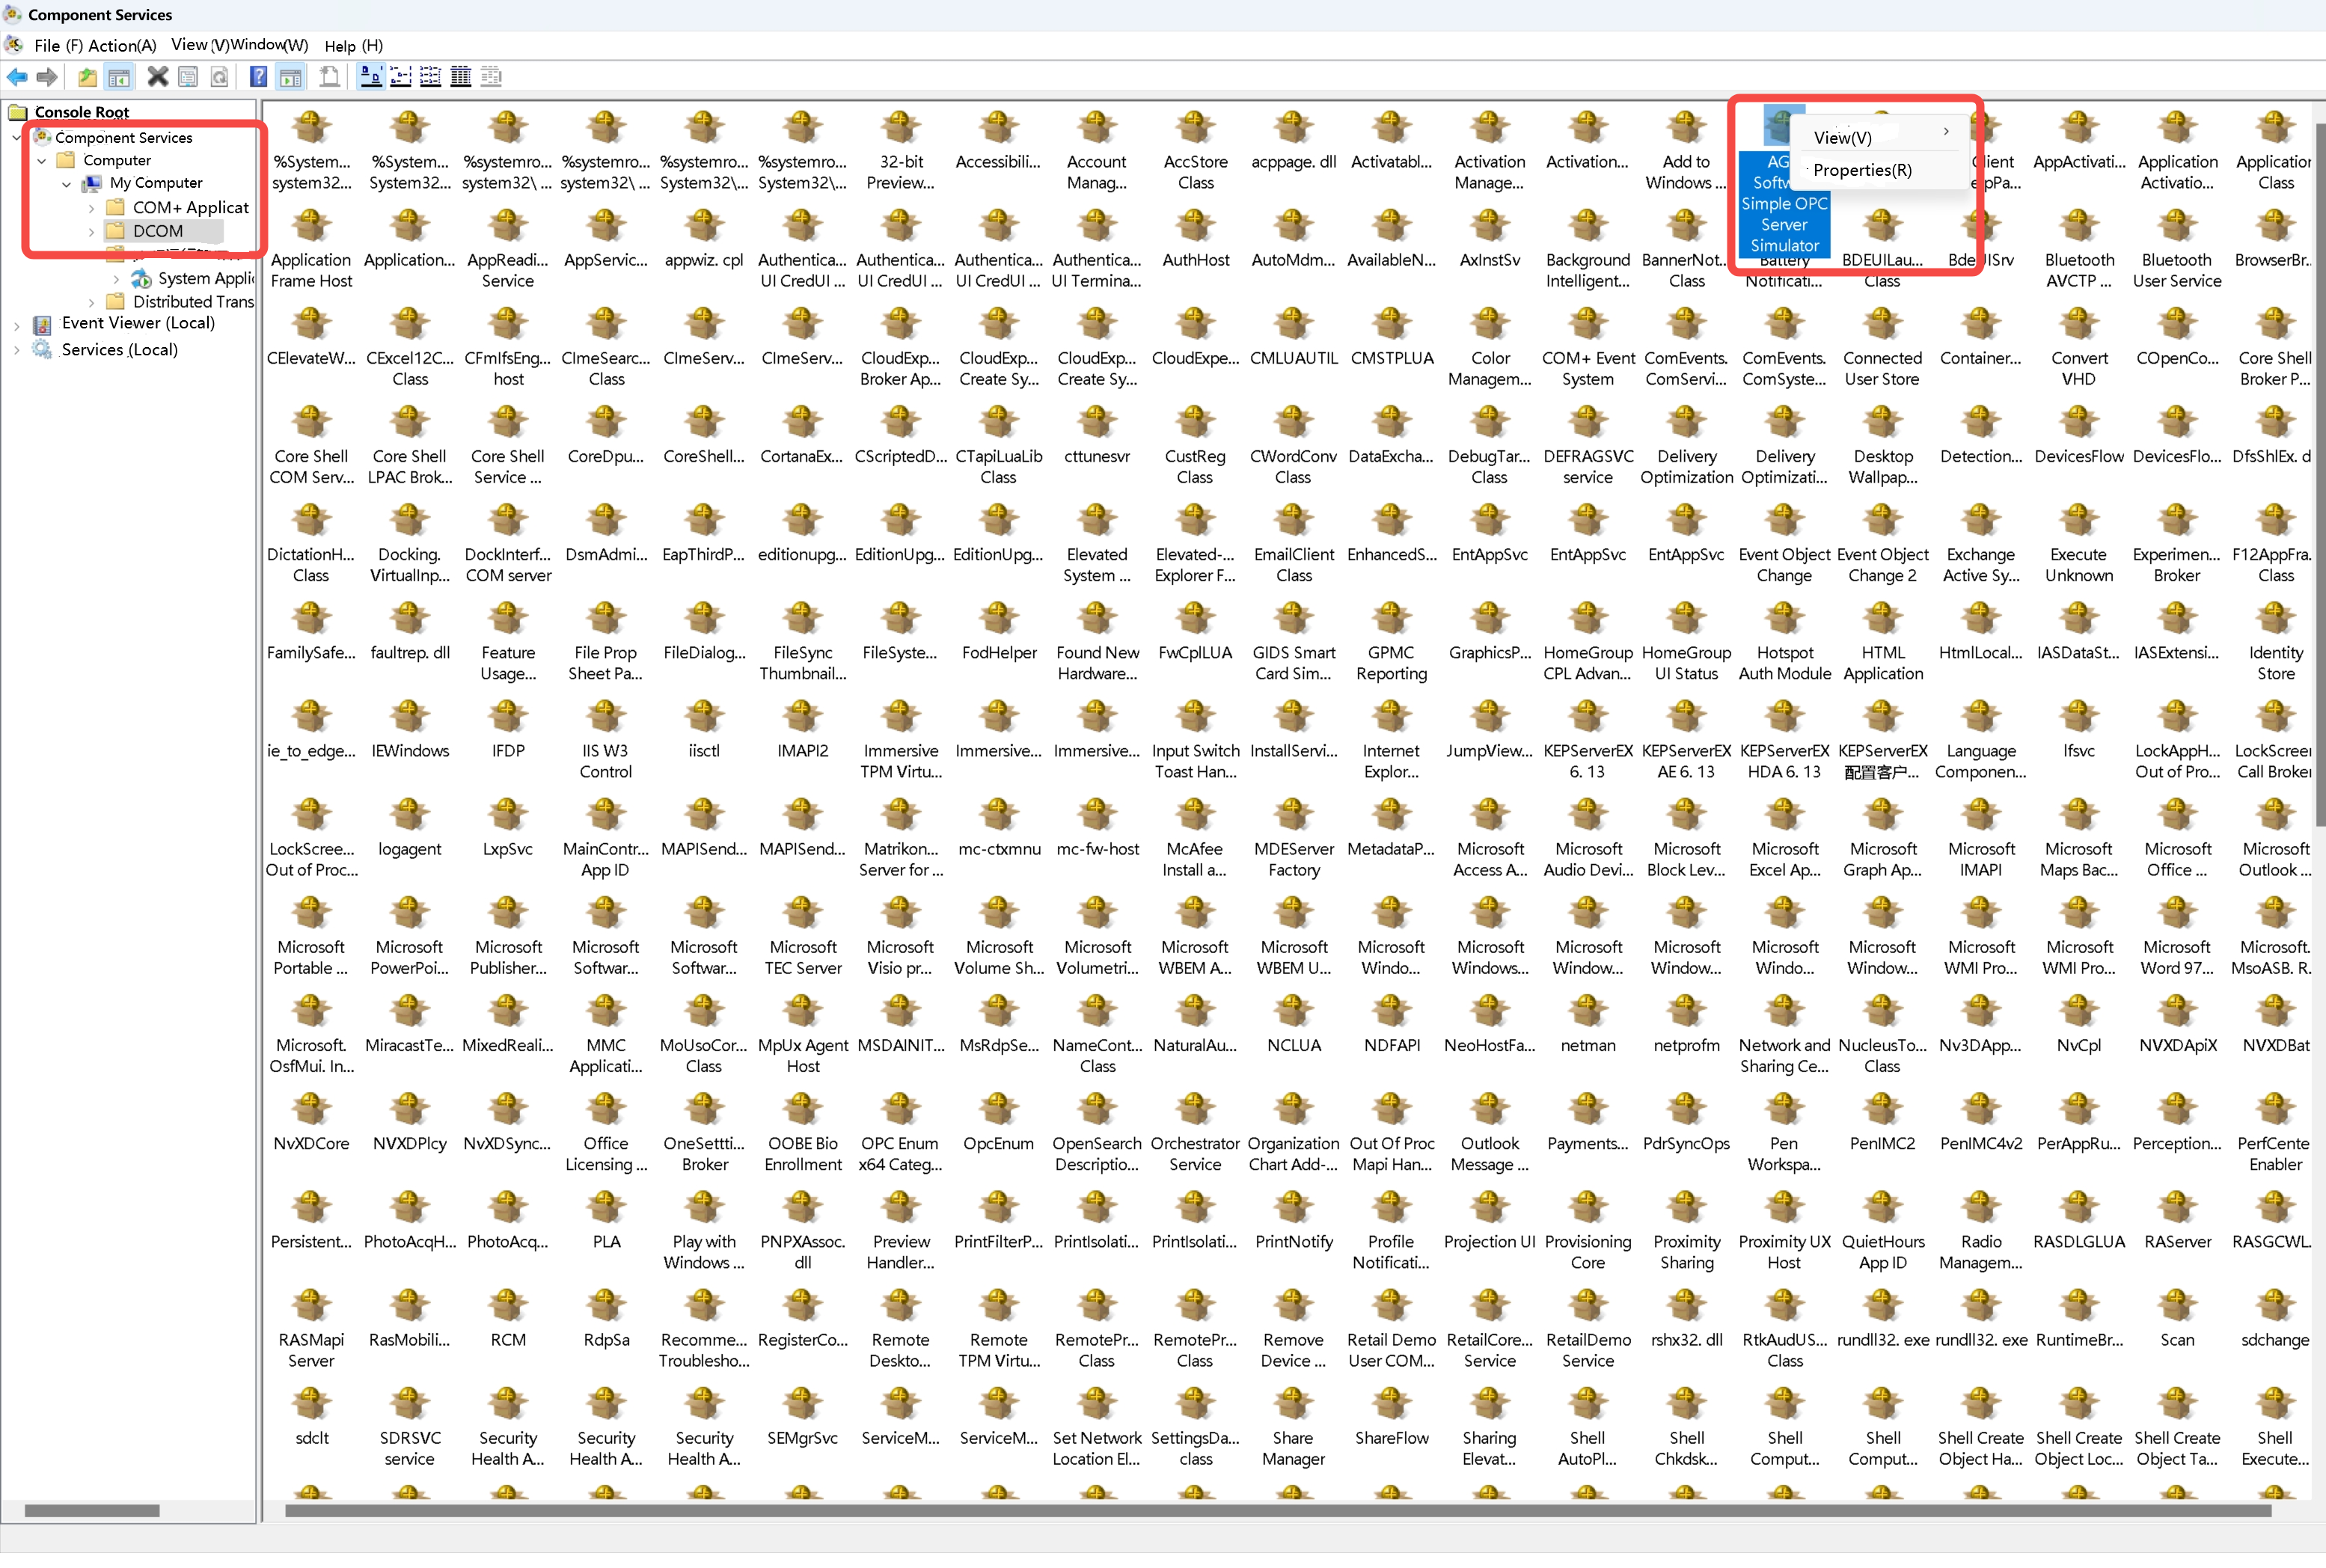 Component Services
File (F) Action(A) View (V)Window(W) Help (H)
Console Root
Component Services
Computer
My Computer
COM+ Applicat
DCOM
System Applic
Distributed Trans
Event Viewer (Local)
Services (Local)
%System... %System... %systemro... %systemro... %systemro... %systemro... 32-bit Accessibili... Account AccStore acppage. dll Activatabl... Activation Activation... Add to AG Client AppActivati... Application Application
system32... System32... system32\ ... system32\ ... System32\... System32\... Preview... Manag... Class Manage... Windows ... Softw Activatio... Class
Simple OPC
Server
Simulator
View(V)
Properties(R)
Application Application... AppReadi... AppServic... appwiz. cpl Authentica... Authentica... Authentica... Authentica... AuthHost AutoMdm... AvailableN... AxInstSv Background BannerNot... Battery BDEUILau... BdeUISrv Bluetooth Bluetooth BrowserBr...
Frame Host Service UI CredUI ... UI CredUI ... UI CredUI ... UI Termina... Intelligent... Class Notificati... Class AVCTP ... User Service
CElevateW... CExcel12C... CFmIfsEng... CImeSearc... CImeServ... CImeServ... CloudExp... CloudExp... CloudExp... CloudExpe... CMLUAUTIL CMSTPLUA Color COM+ Event ComEvents. ComEvents. Connected Container... Convert COpenCo... Core Shell
Class host Class Broker Ap... Create Sy... Create Sy... Managem... System ComServi... ComSyste... User Store VHD Broker P...
Core Shell Core Shell Core Shell CoreDpu... CoreShell... CortanaEx... CScriptedD... CTapiLuaLib cttunesvr CustReg CWordConv DataExcha... DebugTar... DEFRAGSVC Delivery Delivery Desktop Detection... DevicesFlow DevicesFlo... DfsShlEx. d
COM Serv... LPAC Brok... Service ... Class Class Class Class service Optimization Optimizati... Wallpap...
DictationH... Docking. DockInterf... DsmAdmi... EapThirdP... editionupg... EditionUpg... EditionUpg... Elevated Elevated-... EmailClient EnhancedS... EntAppSvc EntAppSvc EntAppSvc Event Object Event Object Exchange Execute Experimen... F12AppFra.
Class VirtualInp... COM server System ... Explorer F... Class Change Change 2 Active Sy... Unknown Broker Class
FamilySafe... faultrep. dll Feature File Prop FileDialog... FileSync FileSyste... FodHelper Found New FwCplLUA GIDS Smart GPMC GraphicsP... HomeGroup HomeGroup Hotspot HTML HtmlLocal... IASDataSt... IASExtensi... Identity
Usage... Sheet Pa... Thumbnail... Hardware... Card Sim... Reporting CPL Advan... UI Status Auth Module Application Store
ie_to_edge... IEWindows IFDP IIS W3 iisctl IMAPI2 Immersive Immersive... Immersive... Input Switch InstallServi... Internet JumpView... KEPServerEX KEPServerEX KEPServerEX KEPServerEX Language lfsvc LockAppH... LockScreen
Control TPM Virtu... Toast Han... Explor... 6. 13 AE 6. 13 HDA 6. 13 配置客户... Componen... Out of Pro... Call Broker
LockScree... logagent LxpSvc MainContr... MAPISend... MAPISend... Matrikon... mc-ctxmnu mc-fw-host McAfee MDEServer MetadataP... Microsoft Microsoft Microsoft Microsoft Microsoft Microsoft Microsoft Microsoft Microsoft
Out of Proc... App ID Server for ... Install a... Factory Access A... Audio Devi... Block Lev... Excel Ap... Graph Ap... IMAPI Maps Bac... Office ... Outlook ...
Microsoft Microsoft Microsoft Microsoft Microsoft Microsoft Microsoft Microsoft Microsoft Microsoft Microsoft Microsoft Microsoft Microsoft Microsoft Microsoft Microsoft Microsoft Microsoft Microsoft Microsoft.
Portable ... PowerPoi... Publisher... Softwar... Softwar... TEC Server Visio pr... Volume Sh... Volumetri... WBEM A... WBEM U... Windo... Windows... Window... Window... Windo... Window... WMI Pro... WMI Pro... Word 97... MsoASB. R.
Microsoft. MiracastTe... MixedReali... MMC MoUsoCor... MpUx Agent MSDAINIT... MsRdpSe... NameCont... NaturalAu... NCLUA NDFAPI NeoHostFa... netman netprofm Network and NucleusTo... Nv3DApp... NvCpl NVXDApiX NVXDBat
OsfMui. In... Applicati... Class Host Class Sharing Ce... Class
NvXDCore NVXDPlcy NvXDSync... Office OneSettti... OOBE Bio OPC Enum OpcEnum OpenSearch Orchestrator Organization Out Of Proc Outlook Payments... PdrSyncOps Pen PenIMC2 PenIMC4v2 PerAppRu... Perception... PerfCente
Licensing ... Broker Enrollment x64 Categ... Descriptio... Service Chart Add-... Mapi Han... Message ... Workspa... Enabler
Persistent... PhotoAcqH... PhotoAcq... PLA Play with PNPXAssoc. Preview PrintFilterP... PrintIsolati... PrintIsolati... PrintNotify Profile Projection UI Provisioning Proximity Proximity UX QuietHours Radio RASDLGLUA RAServer RASGCWL.
Windows ... dll Handler... Notificati... Core Sharing Host App ID Managem...
RASMapi RasMobili... RCM RdpSa Recomme... RegisterCo... Remote Remote RemotePr... RemotePr... Remove Retail Demo RetailCore... RetailDemo rshx32. dll RtkAudUS... rundll32. exe rundll32. exe RuntimeBr... Scan sdchange
Server Troublesho... Deskto... TPM Virtu... Class Class Device ... User COM... Service Service Class
sdclt SDRSVC Security Security Security SEMgrSvc ServiceM... ServiceM... Set Network SettingsDa... Share ShareFlow Sharing Shell Shell Shell Shell Shell Create Shell Create Shell Create Shell
service Health A... Health A... Health A... Location El... class Manager Elevat... AutoPl... Chkdsk... Comput... Comput... Object Ha... Object Loc... Object Ta... Execute...